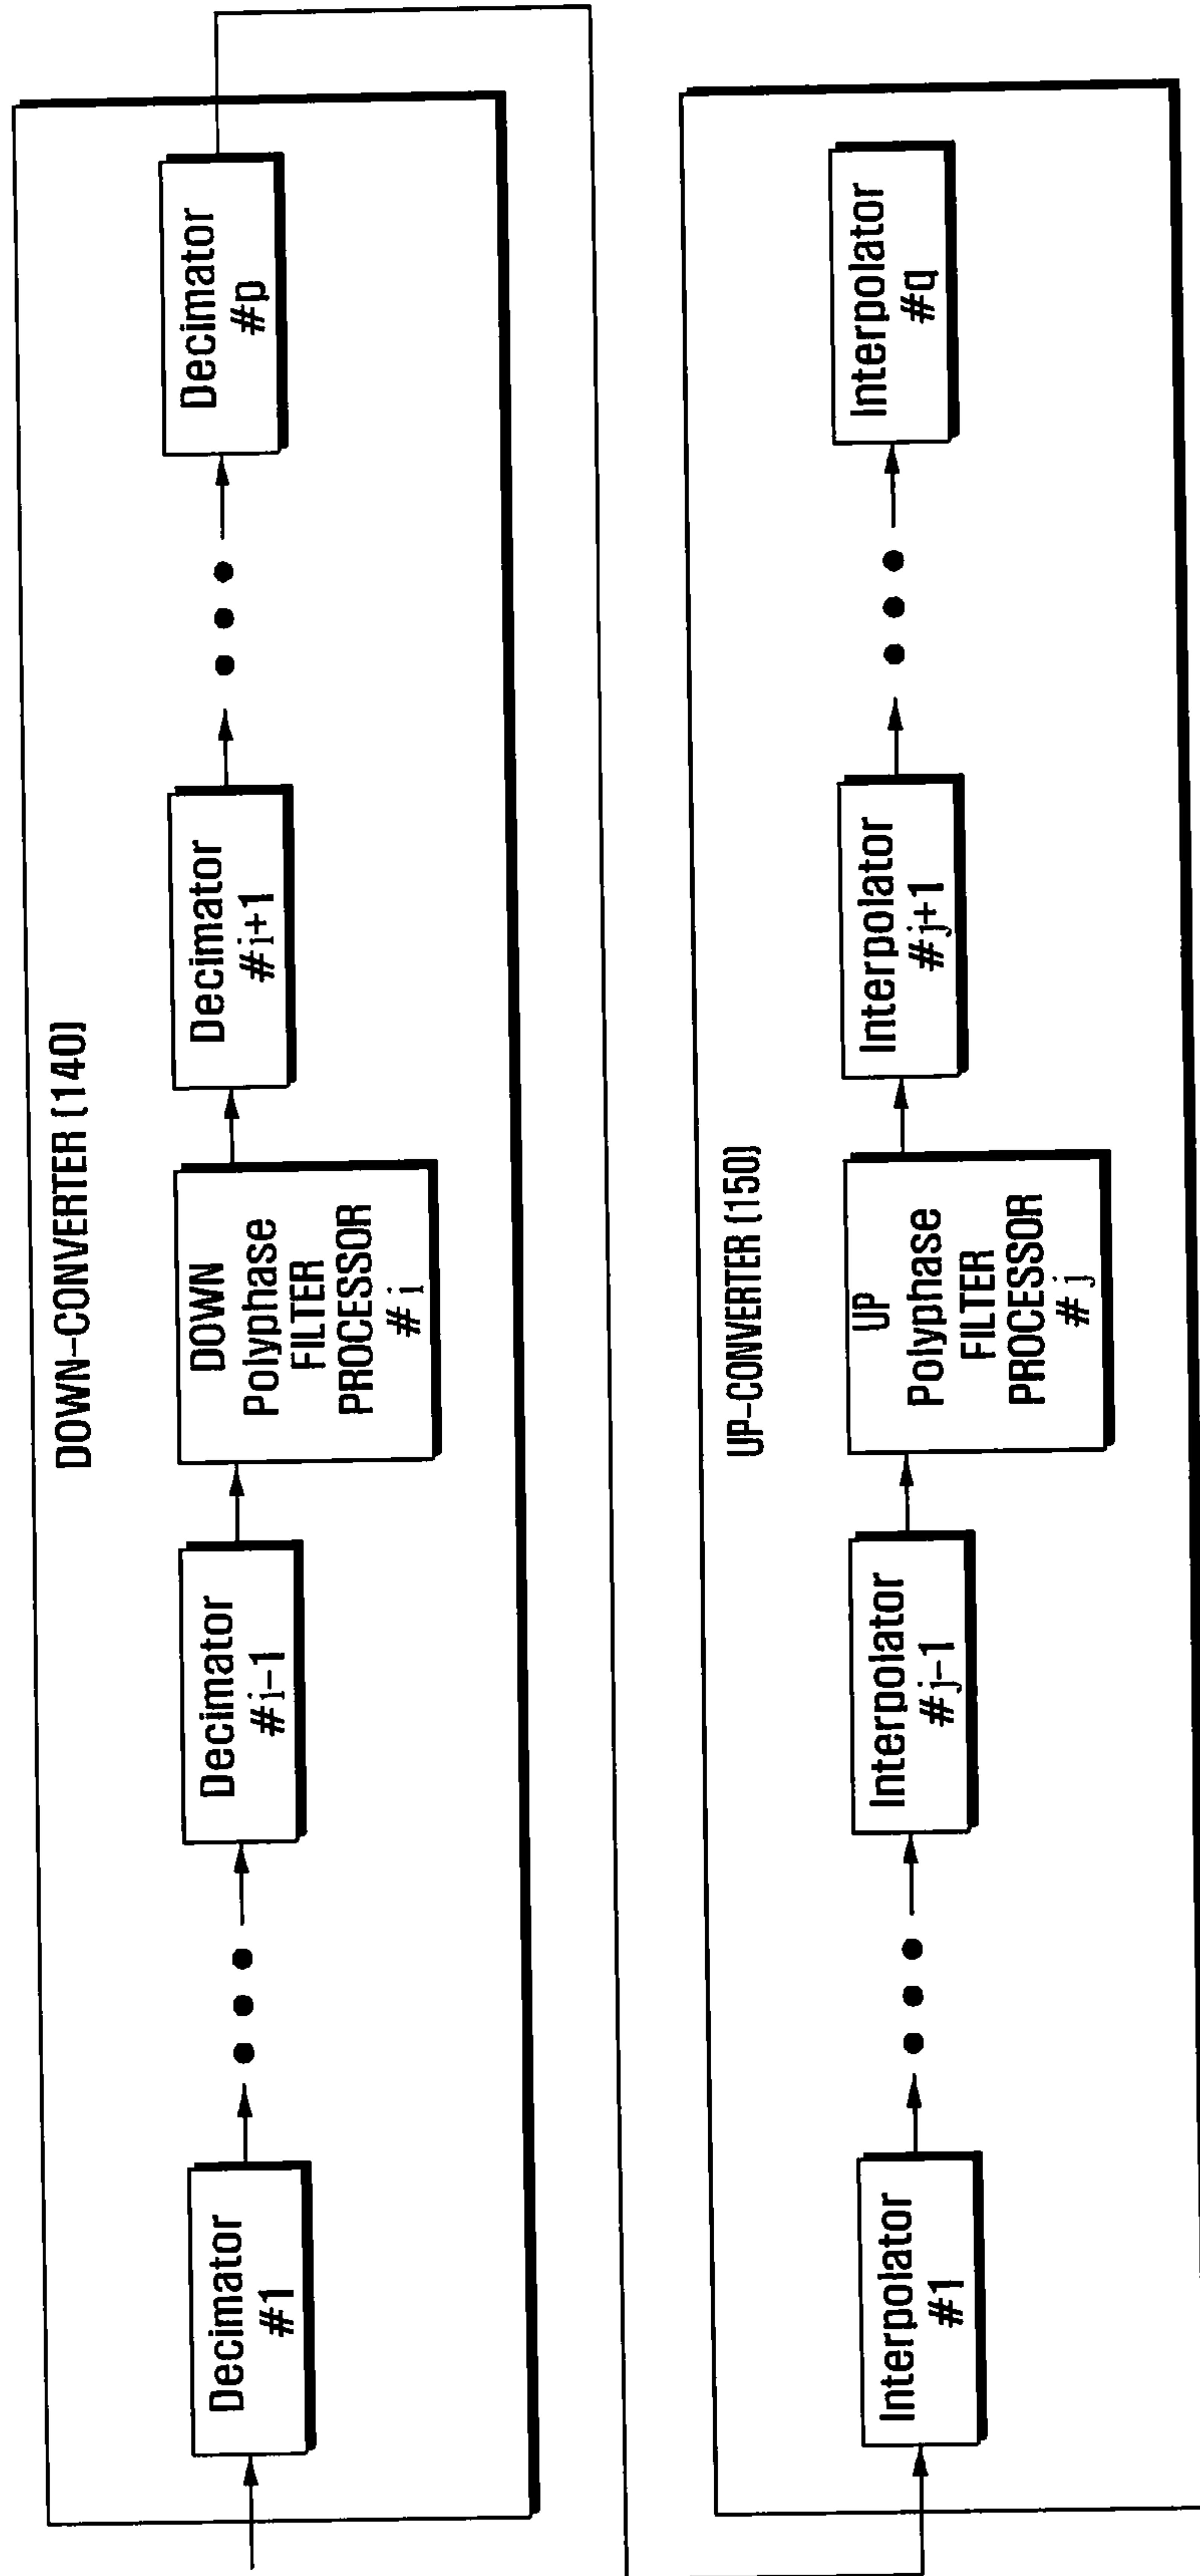 DOWN-CONVERTER (140)
Decimator
#1
Decimator
#i-1
DOWN
Polyphase
FILTER
PROCESSOR
#i
Decimator
#i+1
Decimator
#p
UP-CONVERTER (150)
Interpolator
#1
Interpolator
#j-1
UP
Polyphase
FILTER
PROCESSOR
#j
Interpolator
#j+1
Interpolator
#q